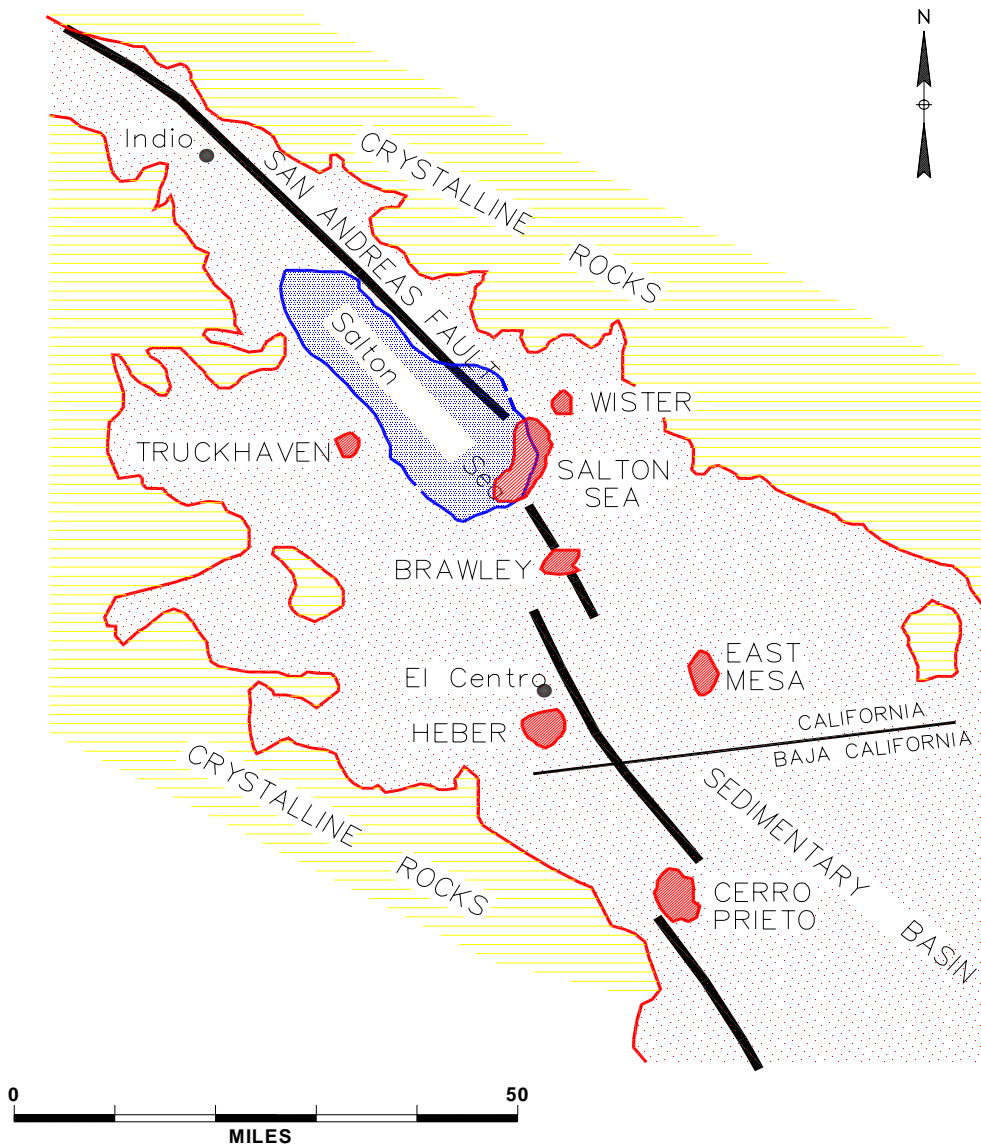 N
Indio
CRYSTALLINE
ROCKS
SAN ANDREAS FAULT
Salton
Sea
WISTER
TRUCKHAVEN
SALTON
SEA
BRAWLEY
EAST
MESA
El Centro
HEBER
CALIFORNIA
BAJA CALIFORNIA
CRYSTALLINE
ROCKS
SEDIMENTARY
BASIN
CERRO
PRIETO
0
50
MILES